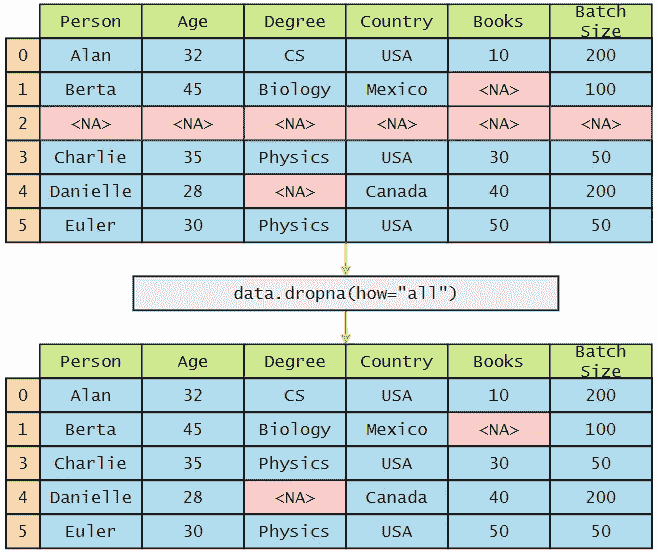 Person Age Degree Country Books Batch Size
0 Alan 32 CS USA 10 200
1 Berta 45 Biology Mexico <NA> 100
2 <NA> <NA> <NA> <NA> <NA> <NA>
3 Charlie 35 Physics USA 30 50
4 Danielle 28 <NA> Canada 40 200
5 Euler 30 Physics USA 50 50
data.dropna(how="all")
Person Age Degree Country Books Batch Size
0 Alan 32 CS USA 10 200
1 Berta 45 Biology Mexico <NA> 100
3 Charlie 35 Physics USA 30 50
4 Danielle 28 <NA> Canada 40 200
5 Euler 30 Physics USA 50 50